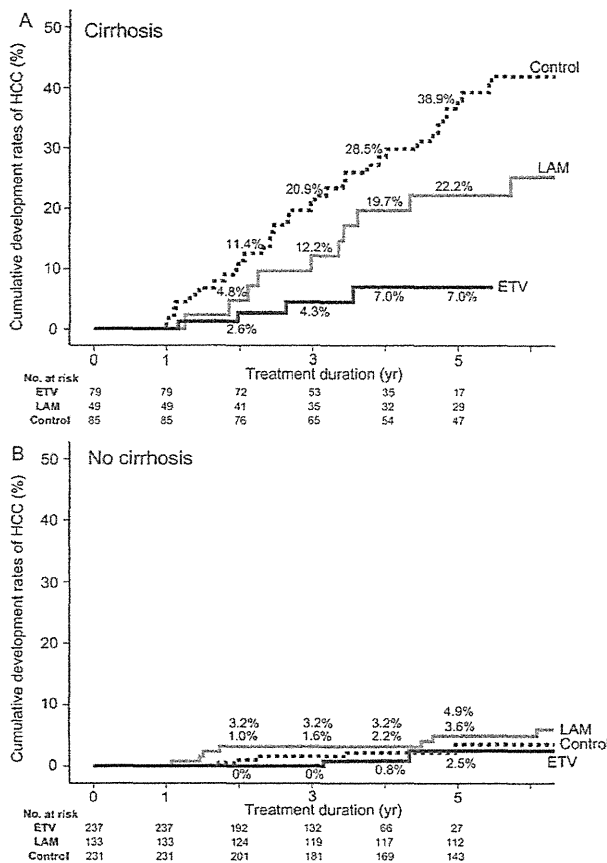 A
Cirrhosis
Cumulative development rates of HCC (%)
50
40
30
20
10
0
Control
38.9%
28.5%
20.9%
11.4%
LAM
22.2%
19.7%
12.2%
4.8%
ETV
7.0%
7.0%
4.3%
2.6%
0 1 3 5
Treatment duration (yr)
No. at risk
ETV 79 79 72 53 35 17
LAM 49 49 41 35 32 29
Control 85 85 76 65 54 47
B
No cirrhosis
Cumulative development rates of HCC (%)
50
40
30
20
10
0
4.9%
3.2% 3.2% 3.2% 3.6%
1.0% 1.6% 2.2%
LAM
Control
ETV
0% 0% 0.8% 2.5%
0 1 3 5
Treatment duration (yr)
No. at risk
ETV 237 237 192 132 66 27
LAM 133 133 124 119 117 112
Control 231 231 201 181 169 143